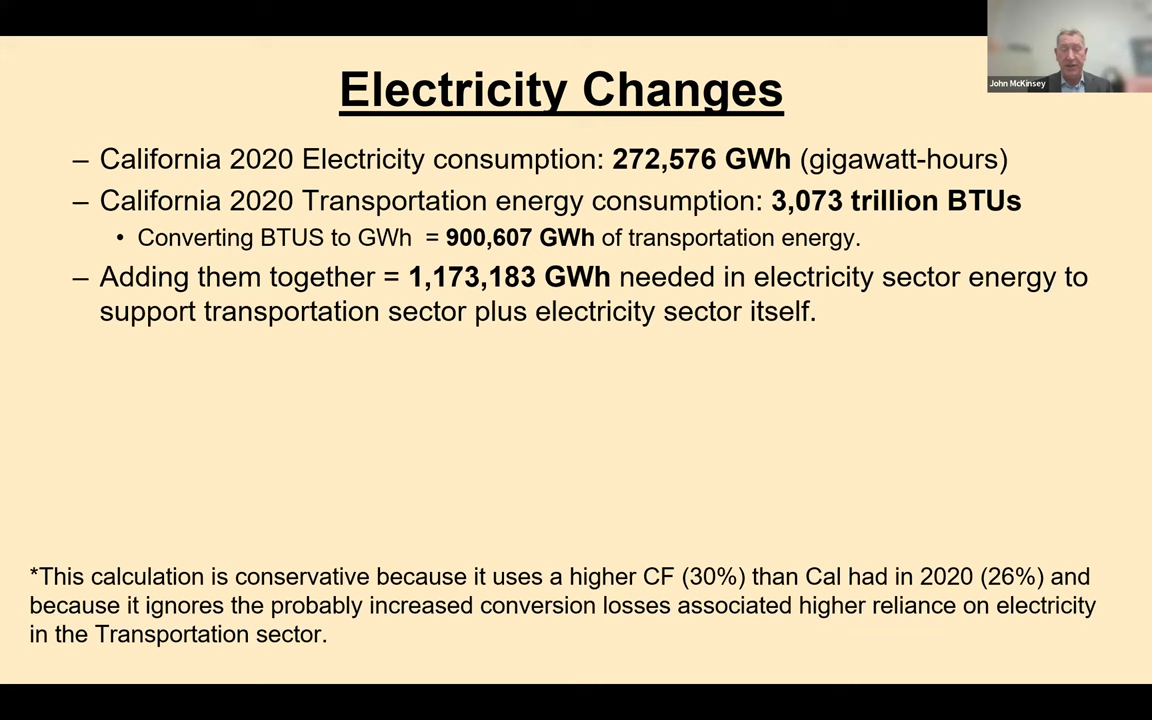 John McKinsey
Electricity Changes
– California 2020 Electricity consumption: 272,576 GWh (gigawatt-hours)
– California 2020 Transportation energy consumption: 3,073 trillion BTUs
• Converting BTUS to GWh = 900,607 GWh of transportation energy.
– Adding them together = 1,173,183 GWh needed in electricity sector energy to
support transportation sector plus electricity sector itself.
*This calculation is conservative because it uses a higher CF (30%) than Cal had in 2020 (26%) and
because it ignores the probably increased conversion losses associated higher reliance on electricity
in the Transportation sector.